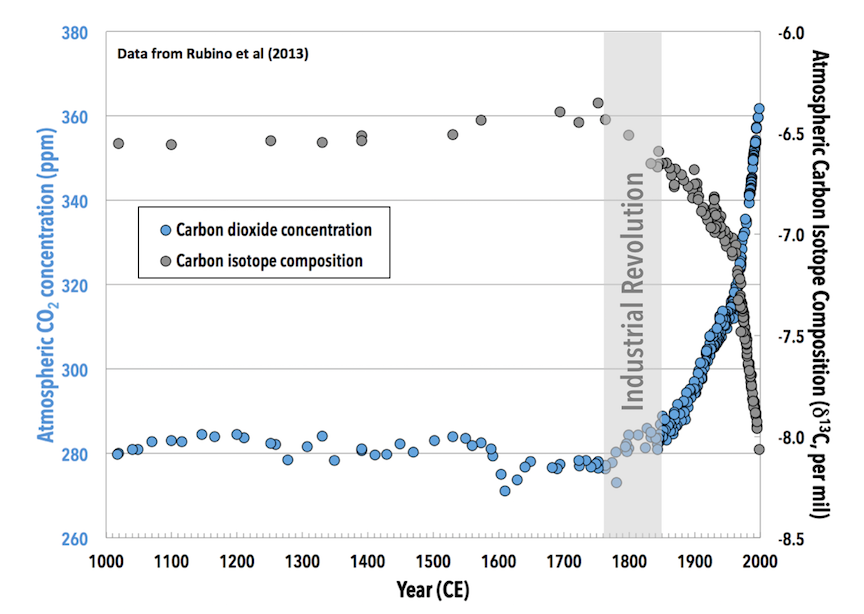 380
360
340
320
300
280
260
Atmospheric CO₂ concentration (ppm)
Data from Rubino et al (2013)
Carbon dioxide concentration
Carbon isotope composition
Industrial Revolution
-6.0
-6.5
-7.0
-7.5
-8.0
-8.5
Atmospheric Carbon Isotope Composition (δ¹³C, per mil)
1000 1100 1200 1300 1400 1500 1600 1700 1800 1900 2000
Year (CE)